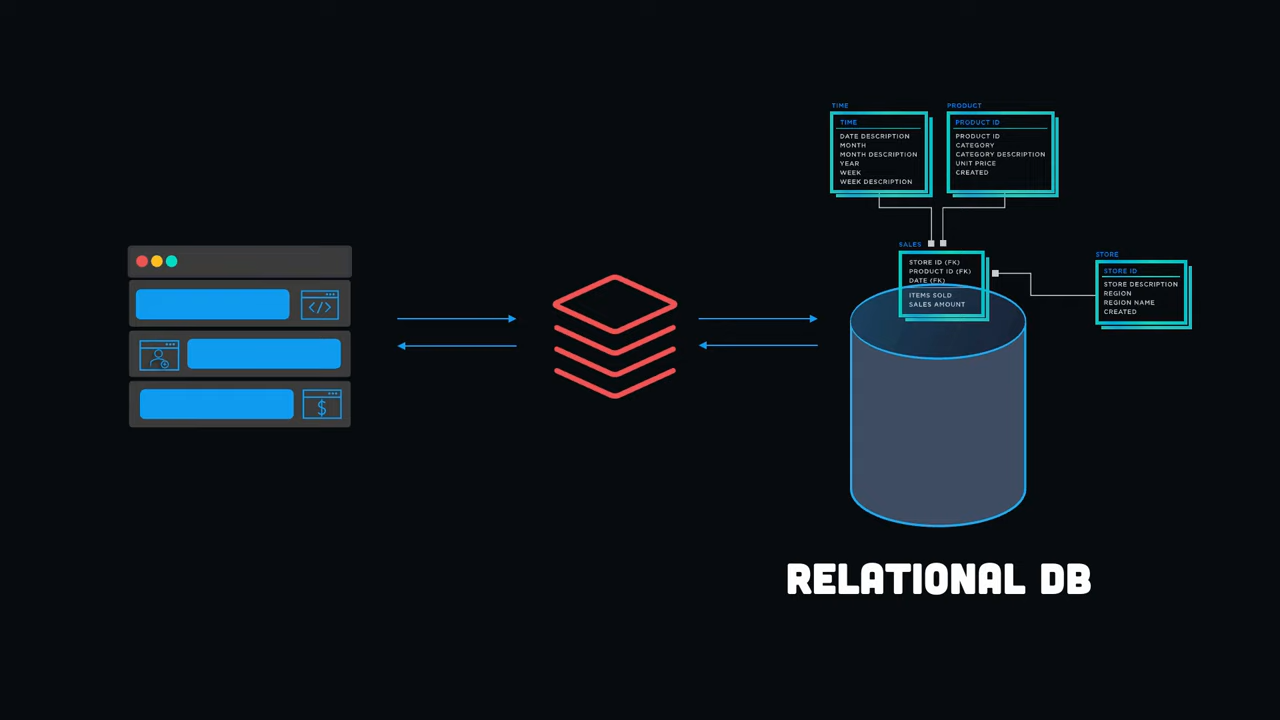 TIME
TIME
DATE DESCRIPTION
MONTH
MONTH DESCRIPTION
YEAR
WEEK
WEEK DESCRIPTION
PRODUCT
PRODUCT ID
PRODUCT ID
CATEGORY
CATEGORY DESCRIPTION
UNIT PRICE
CREATED
SALES
STORE ID (FK)
PRODUCT ID (FK)
DATE (FK)
ITEMS SOLD
SALES AMOUNT
STORE
STORE ID
STORE DESCRIPTION
REGION
REGION NAME
CREATED
</>
$
RELATIONAL DB